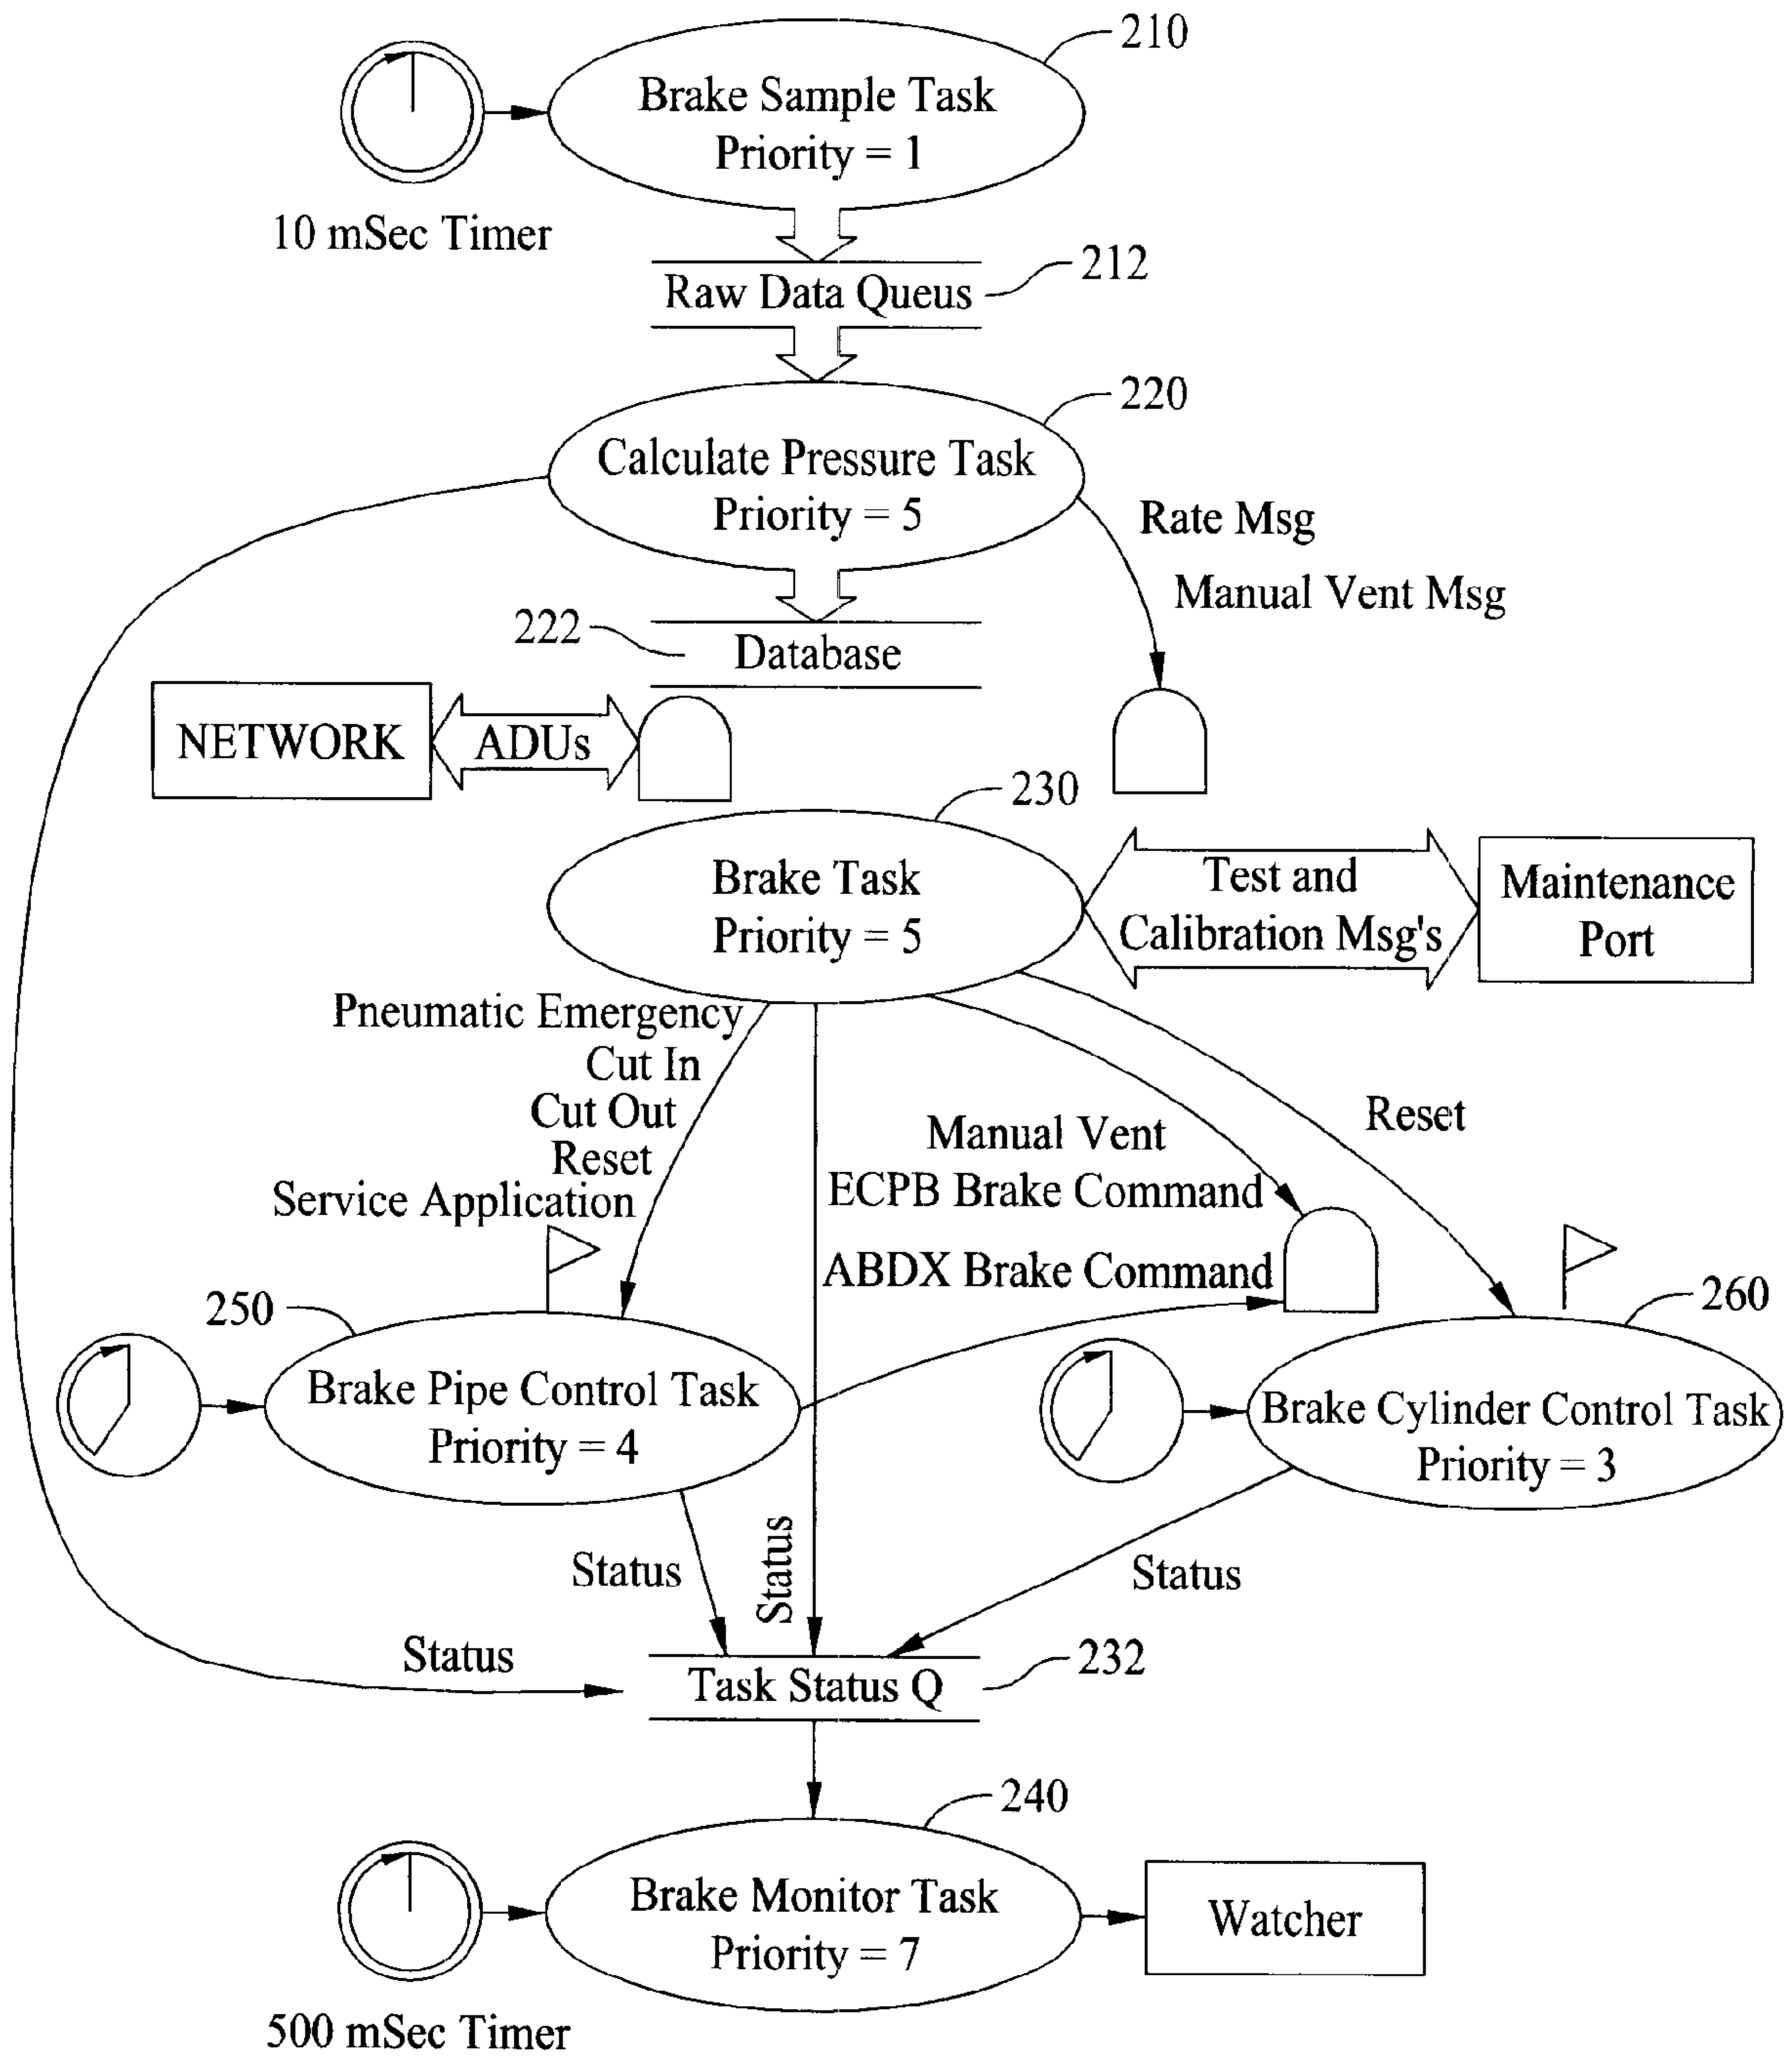 210
Brake Sample Task
Priority = 1
10 mSec Timer
212
Raw Data Queus
220
Calculate Pressure Task
Priority = 5
Rate Msg
Manual Vent Msg
222
Database
NETWORK
ADUs
230
Brake Task
Priority = 5
Test and
Calibration Msg's
Maintenance
Port
Pneumatic Emergency
Cut In
Cut Out
Reset
Service Application
Manual Vent
ECPB Brake Command
ABDX Brake Command
Reset
250
260
Brake Pipe Control Task
Priority = 4
Brake Cylinder Control Task
Priority = 3
Status
Status
Status
Status
232
Task Status Q
240
Brake Monitor Task
Priority = 7
Watcher
500 mSec Timer